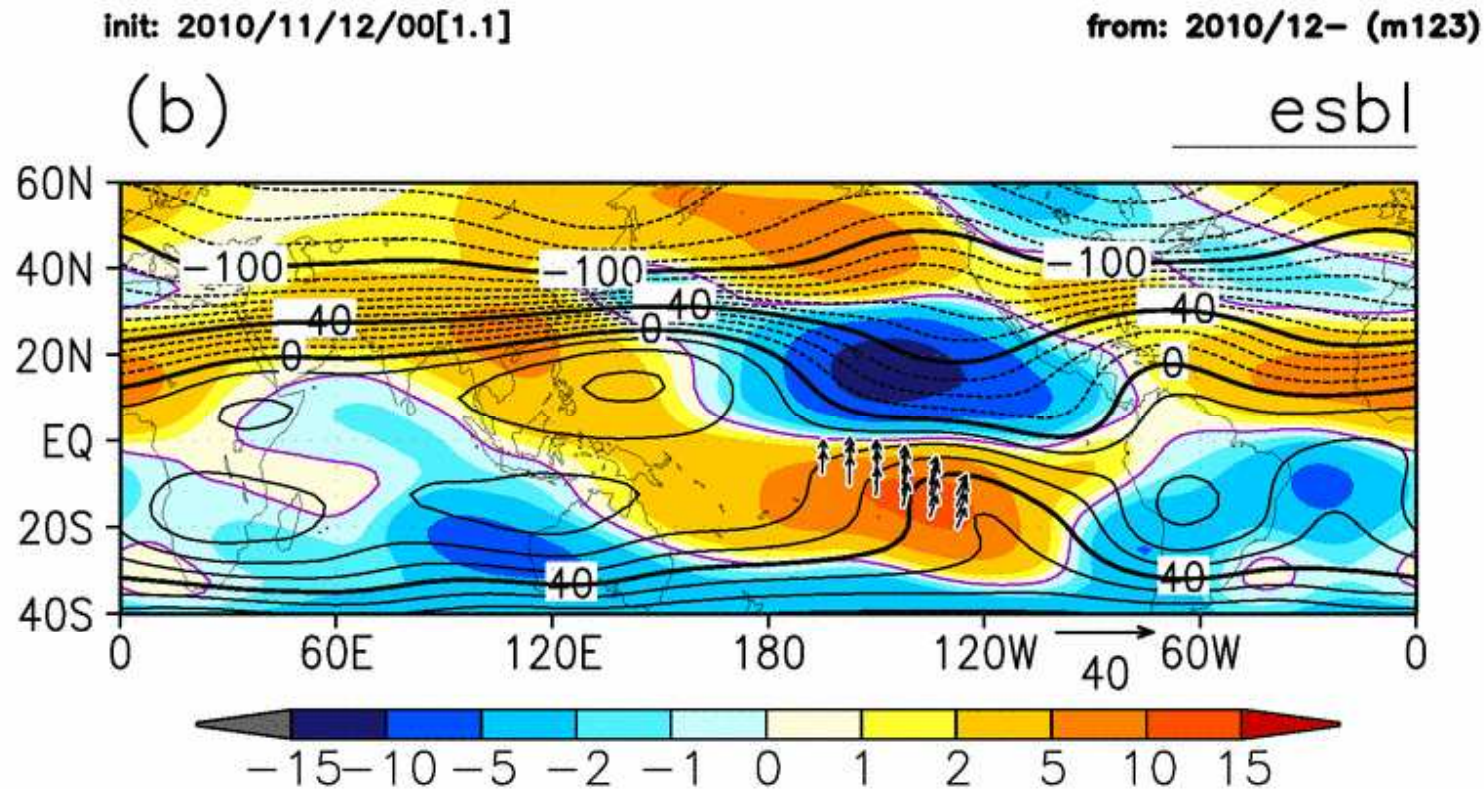 init: 2010/11/12/00[1.1] from: 2010/12- (m123)
(b) esbl
60N
40N
20N
EQ
20S
40S
-100 -100 -100
-40 -40 -40
0 0 0
40 40
0 60E 120E 180 120W 60W 0
40
-15 -10 -5 -2 -1 0 1 2 5 10 15